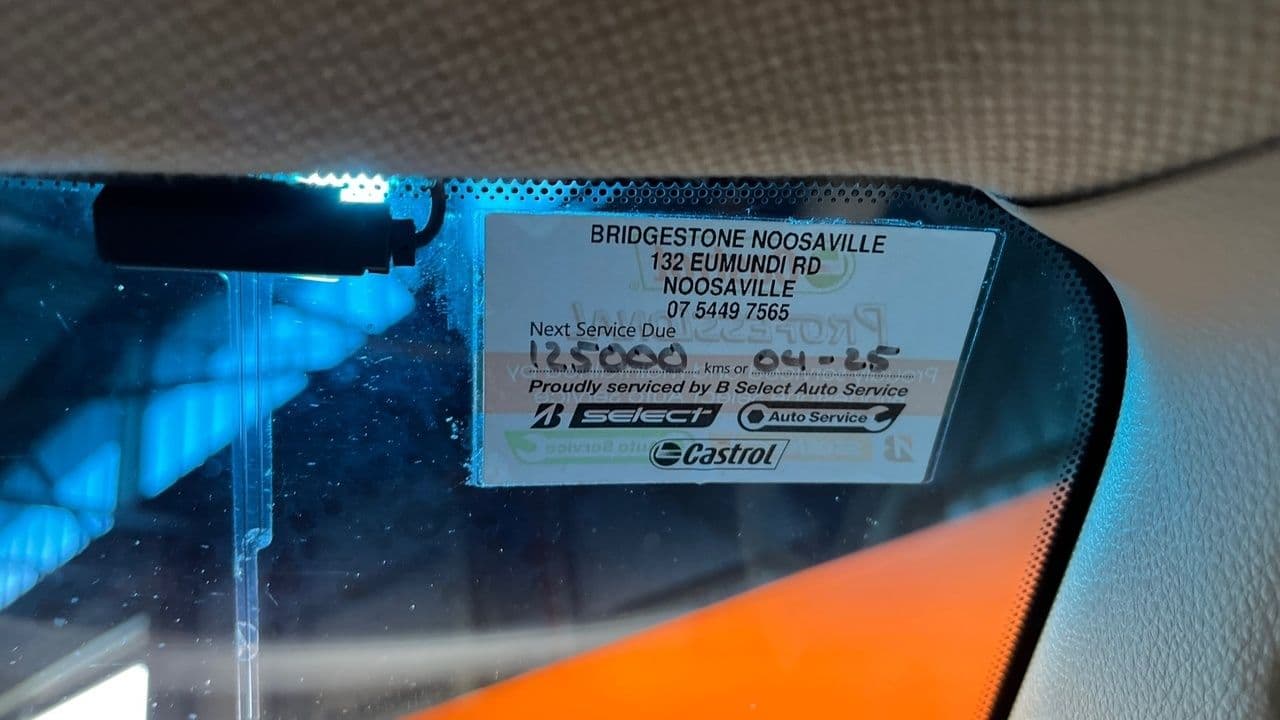 BRIDGESTONE NOOSAVILLE
132 EUMUNDI RD
NOOSAVILLE
07 5449 7565
Next Service Due
125000 kms or 04-25
Proudly serviced by B Select Auto Service
B SELECT Auto Service
Castrol
PROFESSIONAL